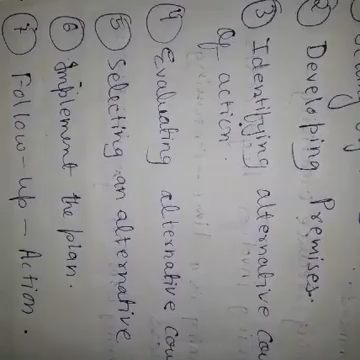 ② Developing Premises.
③ Identifying alternative
of action.
④ Evaluating alternative
⑤ Selecting an alternative
⑥ Implement the plan.
⑦ Follow-Up-Action.